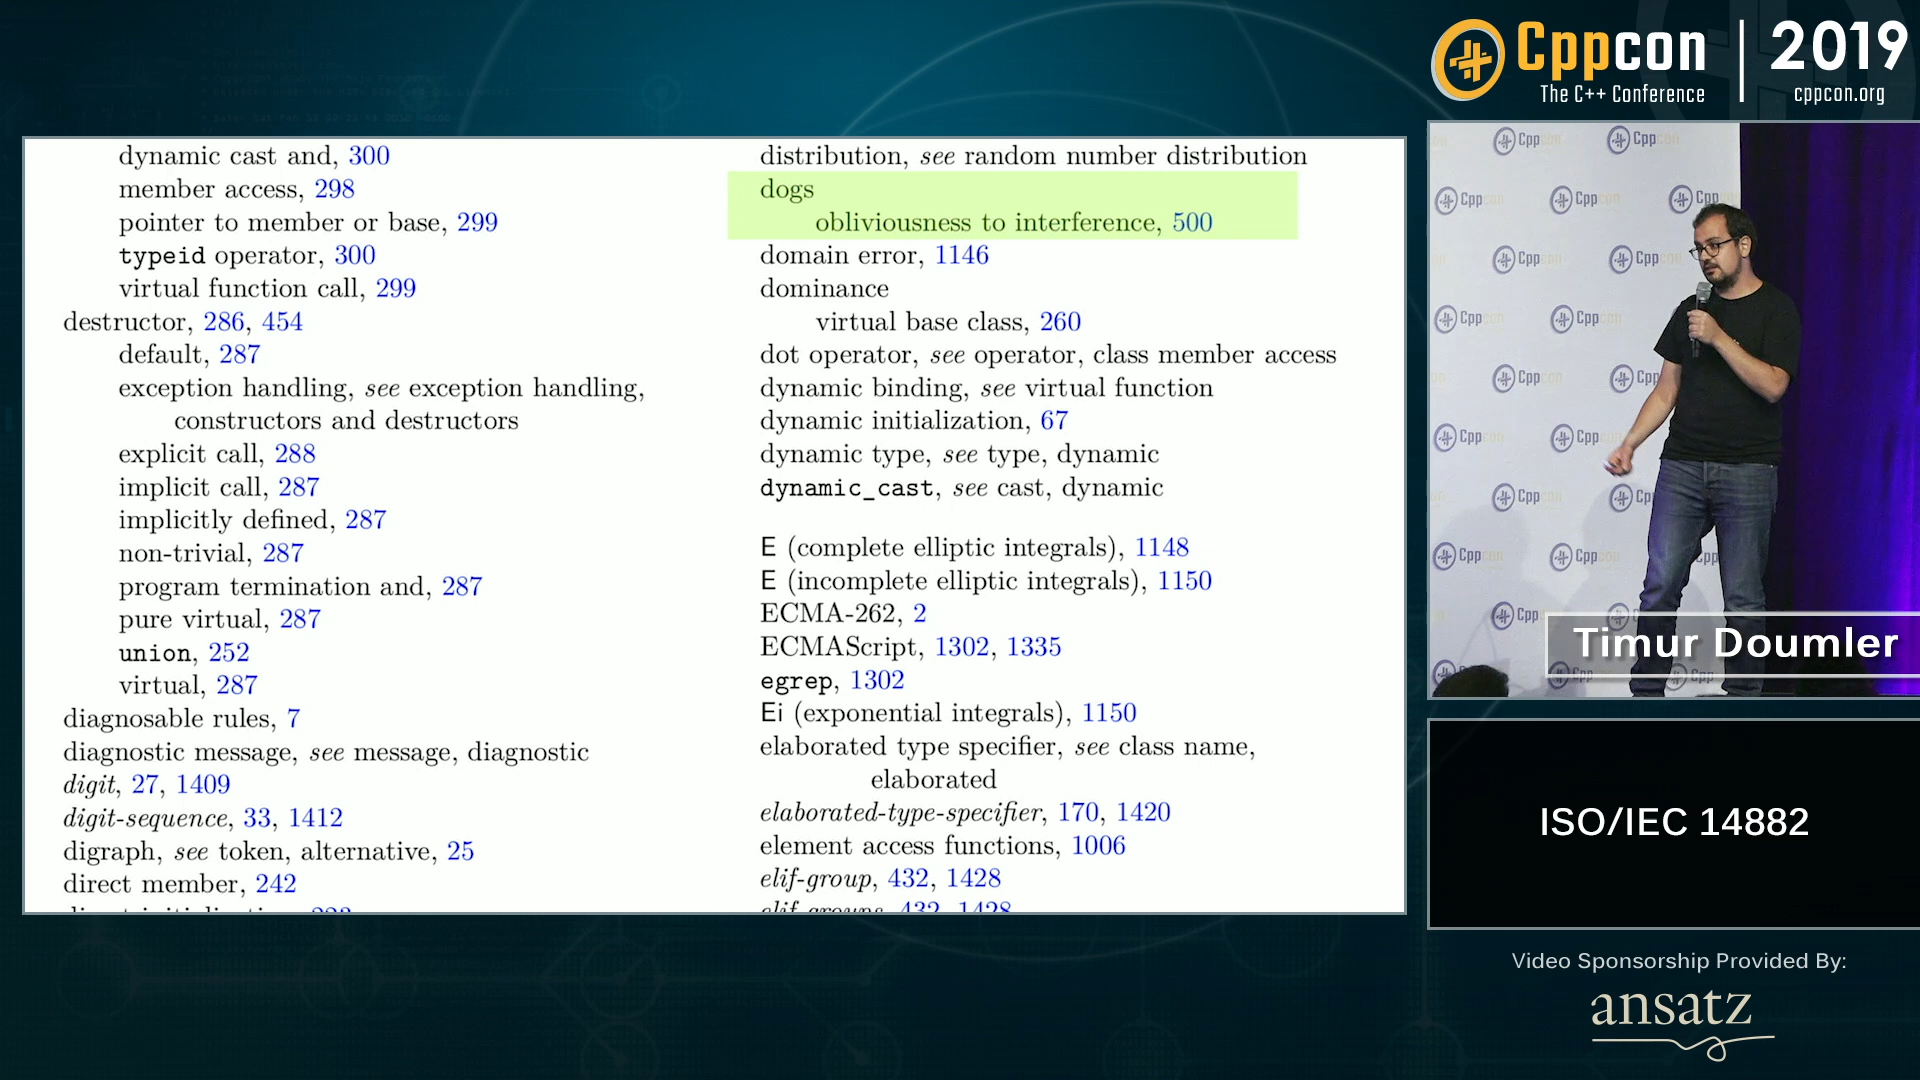 Cppcon 2019
The C++ Conference cppcon.org
dynamic cast and, 300
member access, 298
pointer to member or base, 299
typeid operator, 300
virtual function call, 299
destructor, 286, 454
default, 287
exception handling, see exception handling,
constructors and destructors
explicit call, 288
implicit call, 287
implicitly defined, 287
non-trivial, 287
program termination and, 287
pure virtual, 287
union, 252
virtual, 287
diagnosable rules, 7
diagnostic message, see message, diagnostic
digit, 27, 1409
digit-sequence, 33, 1412
digraph, see token, alternative, 25
direct member, 242
distribution, see random number distribution
dogs
obliviousness to interference, 500
domain error, 1146
dominance
virtual base class, 260
dot operator, see operator, class member access
dynamic binding, see virtual function
dynamic initialization, 67
dynamic type, see type, dynamic
dynamic_cast, see cast, dynamic
E (complete elliptic integrals), 1148
E (incomplete elliptic integrals), 1150
ECMA-262, 2
ECMAScript, 1302, 1335
egrep, 1302
Ei (exponential integrals), 1150
elaborated type specifier, see class name,
elaborated
elaborated-type-specifier, 170, 1420
element access functions, 1006
elif-group, 432, 1428
elif-groups, 432, 1428
Timur Doumler
ISO/IEC 14882
Video Sponsorship Provided By:
ansatz